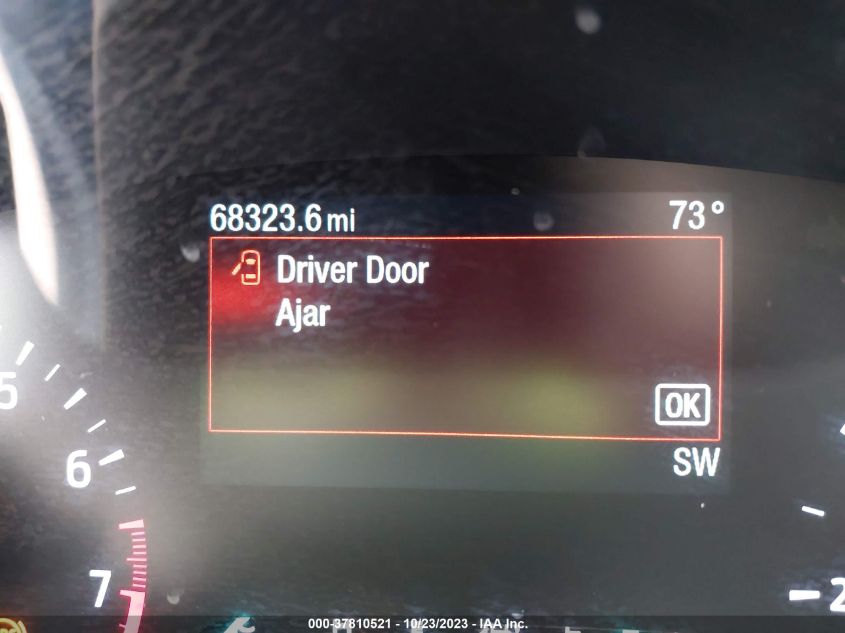 68323.6 mi 73°
Driver Door
Ajar
OK
SW
5
6
7
000-37810521 - 10/23/2023 - IAA Inc.